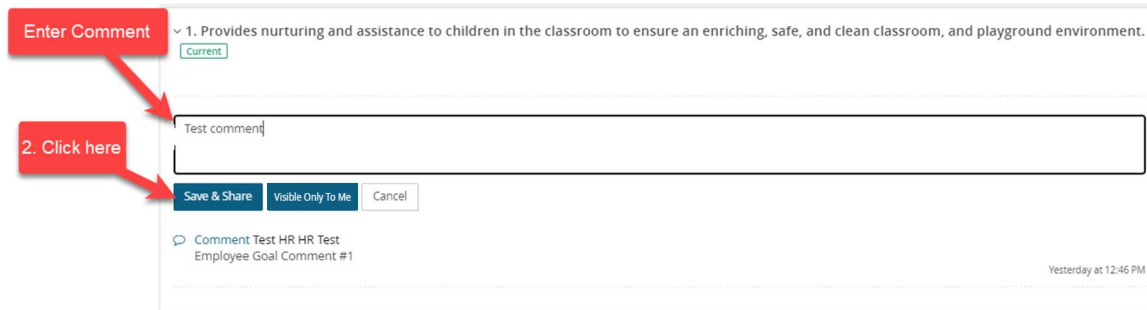 Enter Comment
1. Provides nurturing and assistance to children in the classroom to ensure an enriching, safe, and clean classroom, and playground environment.
Current
Test comment
2. Click here
Save & Share Visible Only To Me Cancel
Comment Test HR HR Test
Employee Goal Comment #1
Yesterday at 12:46 PM